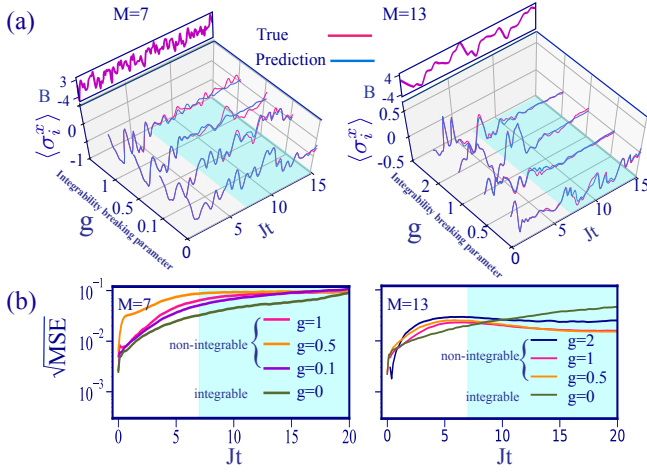 (a)
M=7
True
Prediction
M=13
3
-4
B
0
-1
⟨σ_i^x⟩
1
0.5
0.1
0
g
Integrability breaking parameter
0
5
10
15
Jt
4
-4
B
0.5
0
-0.5
⟨σ_i^x⟩
2
1
0.5
0
g
Integrability breaking parameter
0
5
10
15
Jt
(b)
√MSE
10^-1
10^-2
10^-3
M=7
non-integrable
g=1
g=0.5
g=0.1
integrable
g=0
0 5 10 15 20
Jt
M=13
non-integrable
g=2
g=1
g=0.5
integrable
g=0
0 5 10 15 20
Jt